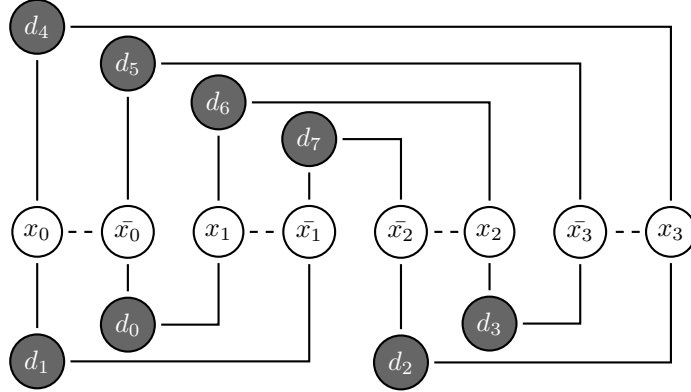 d₄
d₅
d₆
d₇
x₀ x̄₀ x₁ x̄₁ x̄₂ x₂ x̄₃ x₃
d₀ d₃
d₁ d₂